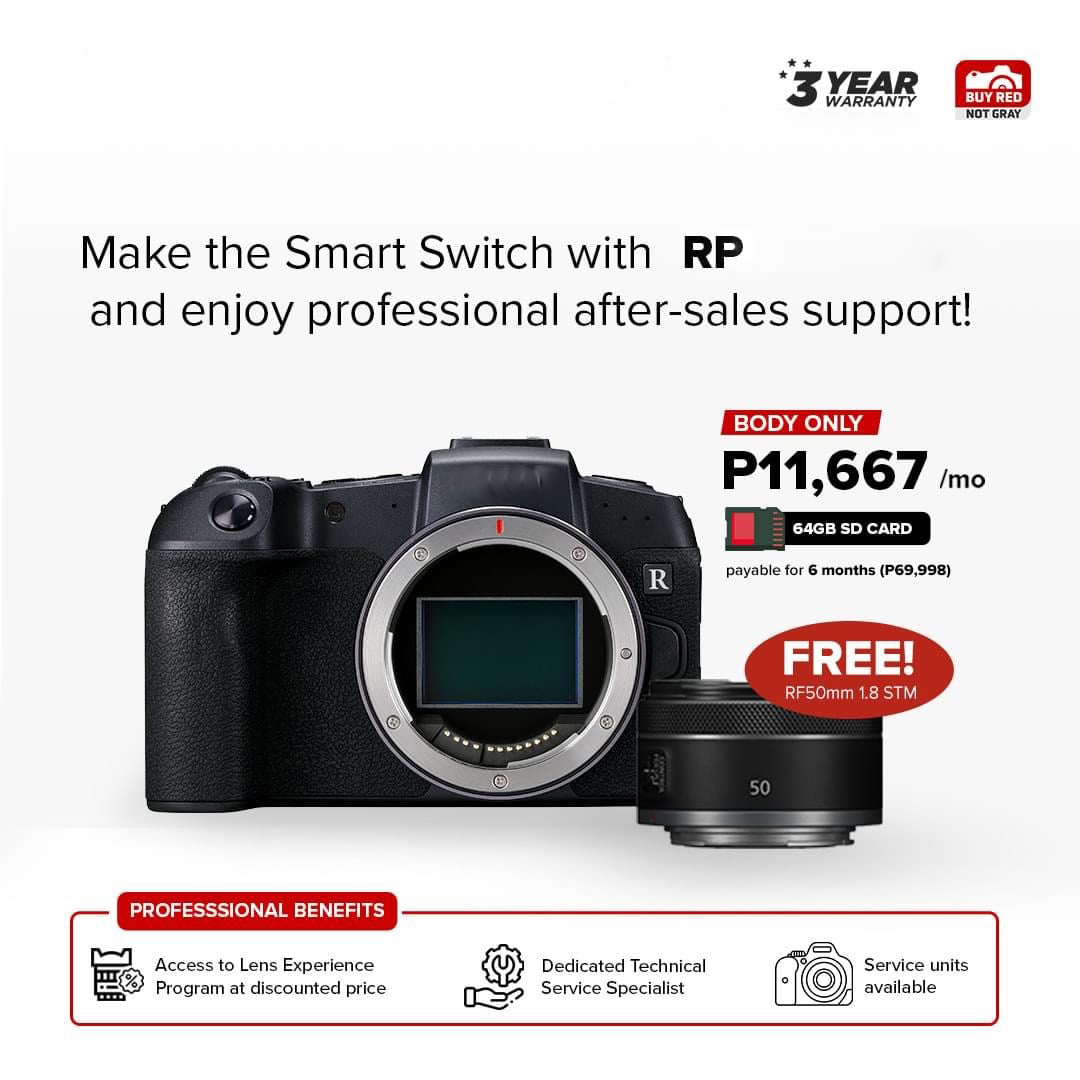 3 YEAR
WARRANTY
BUY RED
NOT GRAY
Make the Smart Switch with RP
and enjoy professional after-sales support!
BODY ONLY
P11,667 /mo
64GB SD CARD
payable for 6 months (P69,998)
R
FREE!
RF50mm 1.8 STM
50
PROFESSSIONAL BENEFITS
Access to Lens Experience
Program at discounted price
Dedicated Technical
Service Specialist
Service units
available